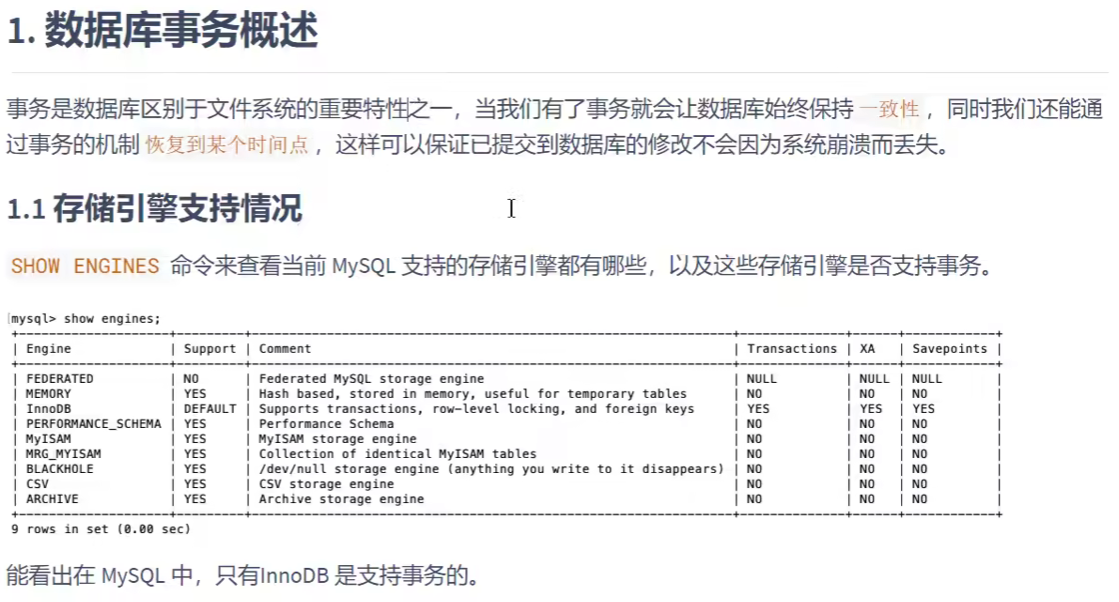 1. 数据库事务概述
事务是数据库区别于文件系统的重要特性之一，当我们有了事务就会让数据库始终保持 一致性 ，同时我们还能通
过事务的机制 恢复到某个时间点 ，这样可以保证已提交到数据库的修改不会因为系统崩溃而丢失。
1.1 存储引擎支持情况
SHOW ENGINES 命令来查看当前 MySQL 支持的存储引擎都有哪些，以及这些存储引擎是否支持事务。
mysql> show engines;
| Engine | Support | Comment | Transactions | XA | Savepoints |
| FEDERATED | NO | Federated MySQL storage engine | NULL | NULL | NULL |
| MEMORY | YES | Hash based, stored in memory, useful for temporary tables | NO | NO | NO |
| InnoDB | DEFAULT | Supports transactions, row-level locking, and foreign keys | YES | YES | YES |
| PERFORMANCE_SCHEMA | YES | Performance Schema | NO | NO | NO |
| MyISAM | YES | MyISAM storage engine | NO | NO | NO |
| MRG_MYISAM | YES | Collection of identical MyISAM tables | NO | NO | NO |
| BLACKHOLE | YES | /dev/null storage engine (anything you write to it disappears) | NO | NO | NO |
| CSV | YES | CSV storage engine | NO | NO | NO |
| ARCHIVE | YES | Archive storage engine | NO | NO | NO |
9 rows in set (0.00 sec)
能看出在 MySQL 中，只有InnoDB 是支持事务的。